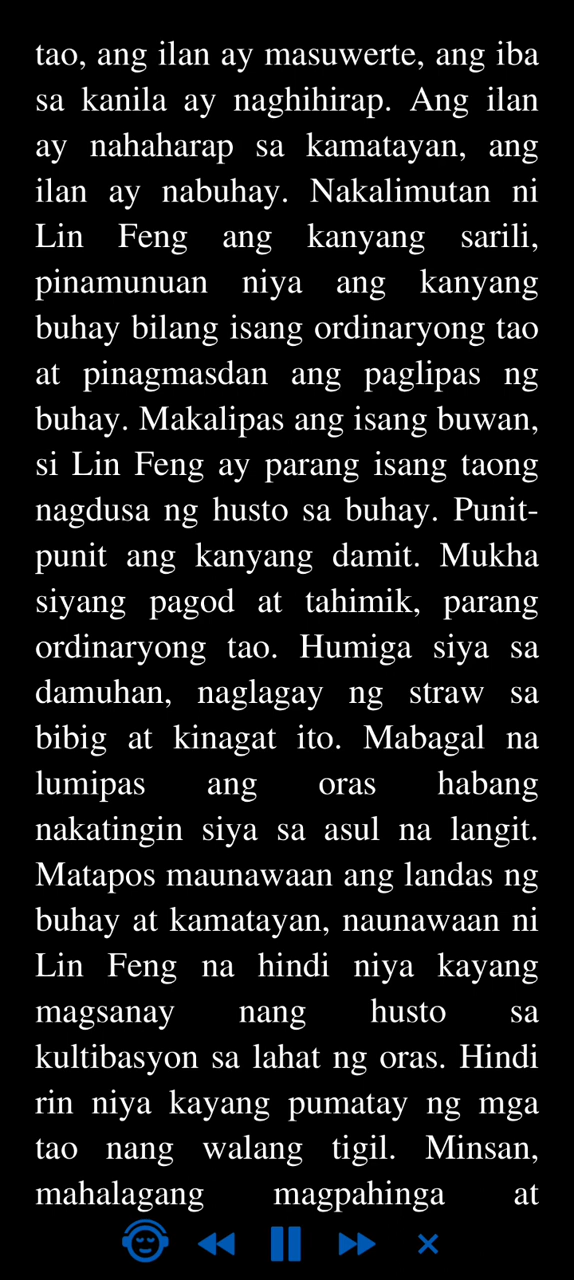 tao, ang ilan ay masuwerte, ang iba
sa kanila ay naghihirap. Ang ilan
ay nahaharap sa kamatayan, ang
ilan ay nabuhay. Nakalimutan ni
Lin Feng ang kanyang sarili,
pinamunuan niya ang kanyang
buhay bilang isang ordinaryong tao
at pinagmasdan ang paglipas ng
buhay. Makalipas ang isang buwan,
si Lin Feng ay parang isang taong
nagdusa ng husto sa buhay. Punit-
punit ang kanyang damit. Mukha
siyang pagod at tahimik, parang
ordinaryong tao. Humiga siya sa
damuhan, naglagay ng straw sa
bibig at kinagat ito. Mabagal na
lumipas ang oras habang
nakatingin siya sa asul na langit.
Matapos maunawaan ang landas ng
buhay at kamatayan, naunawaan ni
Lin Feng na hindi niya kayang
magsanay nang husto sa
kultibasyon sa lahat ng oras. Hindi
rin niya kayang pumatay ng mga
tao nang walang tigil. Minsan,
mahalagang magpahinga at